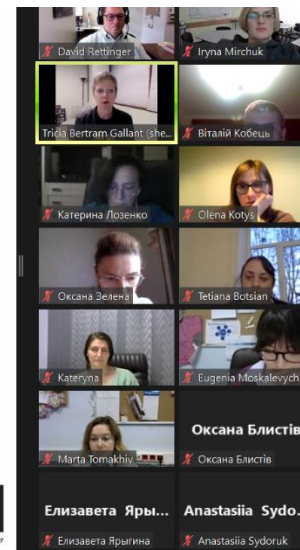 David Rettinger
Iryna Mirchuk
Tricia Bertram Gallant (she...
Віталій Кобець
Катерина Лозенко
Olena Kotys
Оксана Зелена
Tetiana Botsian
Kateryna
Eugenia Moskalevych
Marta Tomakhiv
Оксана Блистів
Оксана Блистів
Елизавета Яры...
Anastasiia Sydo...
Елизавета Ярыгина
Anastasiia Sydoruk